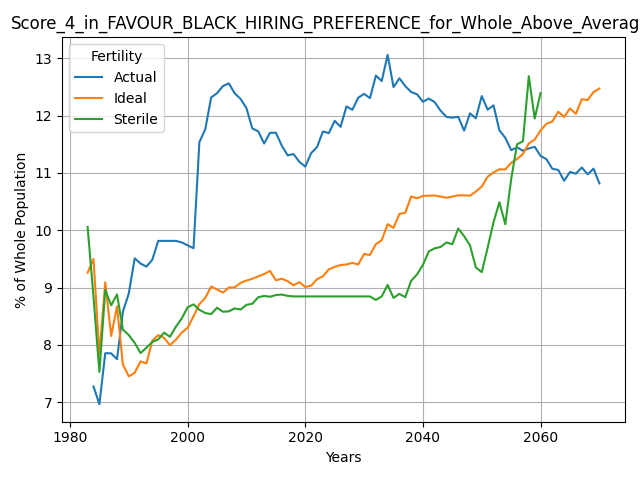 Score_4_in_FAVOUR_BLACK_HIRING_PREFERENCE_for_Whole_Above_Averag
Fertility
Actual
Ideal
Sterile
% of Whole Population
13
12
11
10
9
8
7
1980
2000
2020
2040
2060
Years